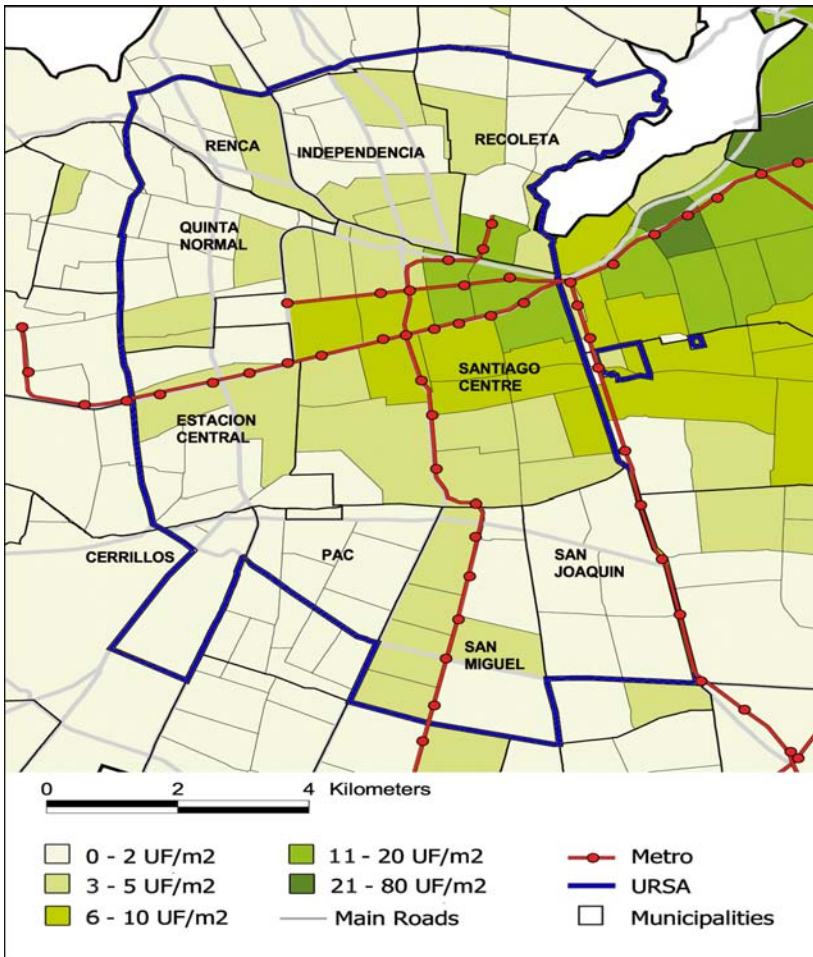 RENCA
INDEPENDENCIA
RECOLETA
QUINTA
NORMAL
SANTIAGO
CENTRE
ESTACION
CENTRAL
CERRILLOS
PAC
SAN
JOAQUIN
SAN
MIGUEL
0 2 4 Kilometers
0 - 2 UF/m2
11 - 20 UF/m2
Metro
3 - 5 UF/m2
21 - 80 UF/m2
URSA
6 - 10 UF/m2
Main Roads
Municipalities